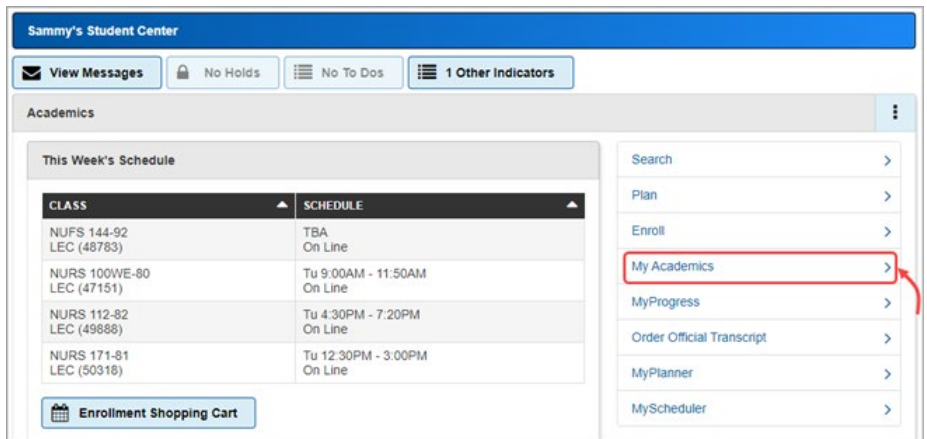 Sammy's Student Center
View Messages
No Holds
No To Dos
1 Other Indicators
Academics
This Week's Schedule
CLASS
SCHEDULE
NUFS 144-92
LEC (48783)
TBA
On Line
NURS 100WE-80
LEC (47151)
Tu 9:00AM - 11:50AM
On Line
NURS 112-82
LEC (49888)
Tu 4:30PM - 7:20PM
On Line
NURS 171-81
LEC (50318)
Tu 12:30PM - 3:00PM
On Line
Enrollment Shopping Cart
Search
Plan
Enroll
My Academics
MyProgress
Order Official Transcript
MyPlanner
MyScheduler